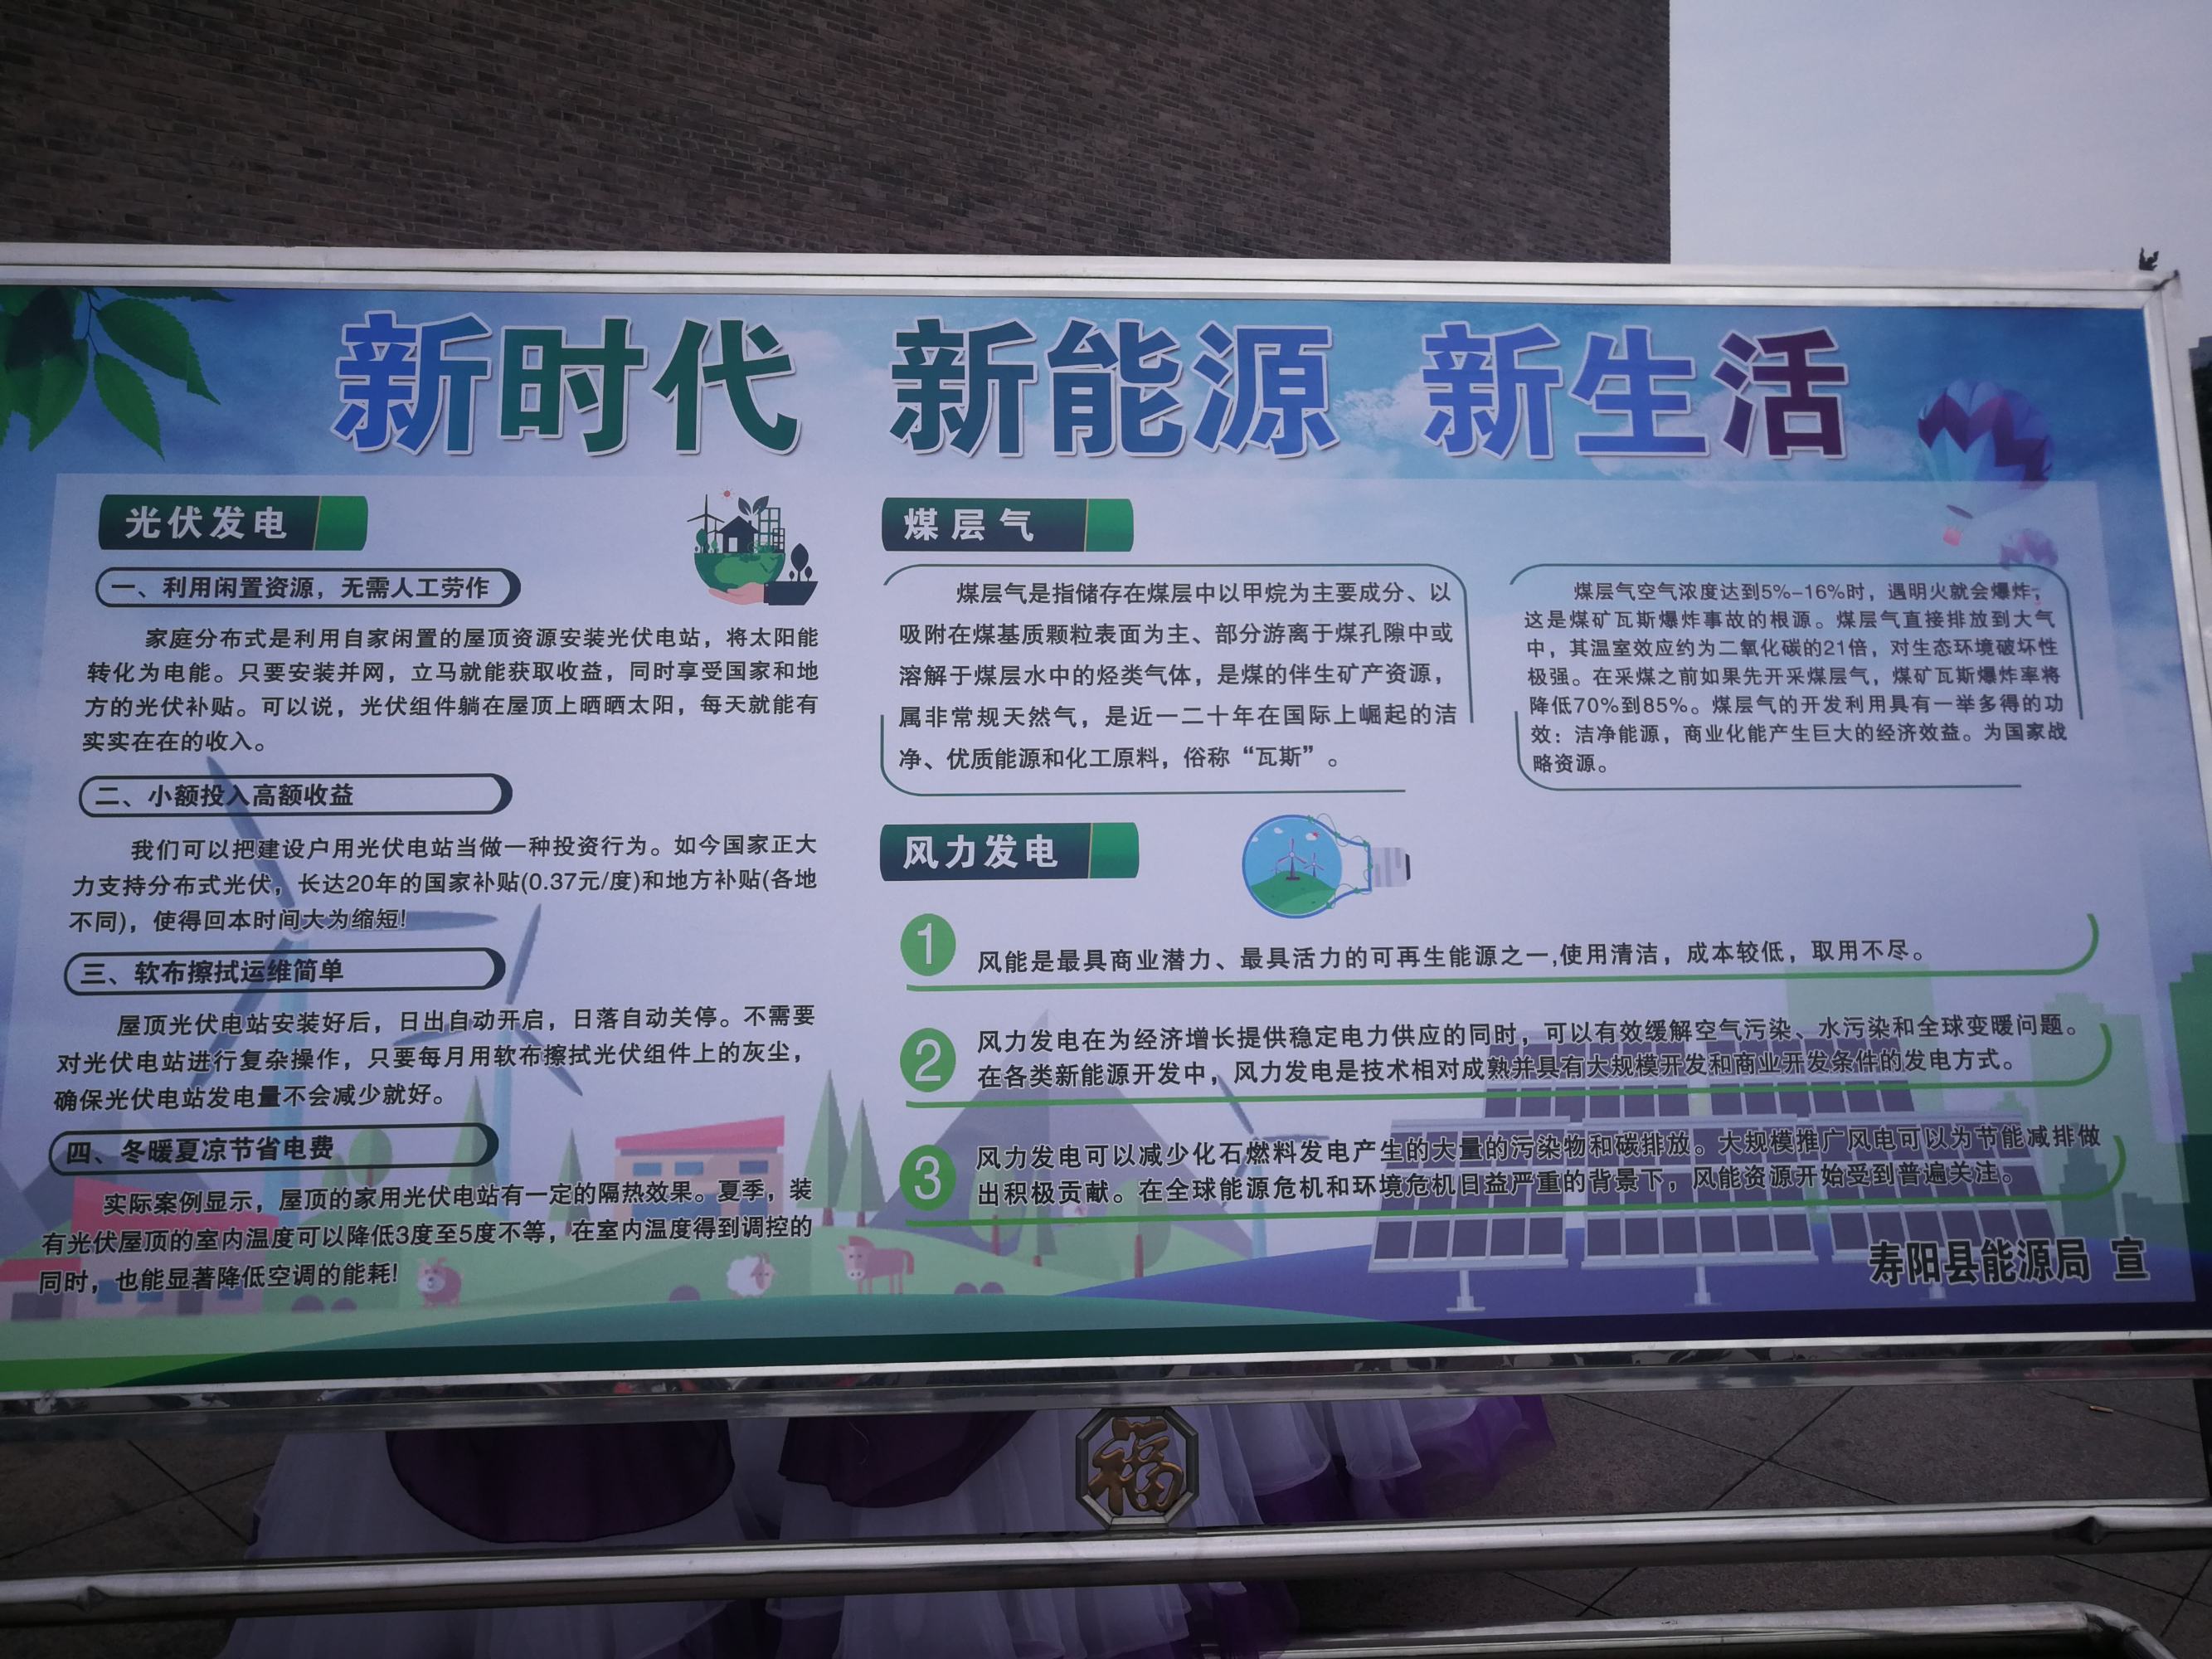 新时代 新能源 新生活
光伏发电
一、利用闲置资源，无需人工劳作
家庭分布式是利用自家闲置的屋顶资源安装光伏电站，将太阳能
转化为电能。只要安装并网，立马就能获取收益，同时享受国家和地
方的光伏补贴。可以说，光伏组件躺在屋顶上晒晒太阳，每天就能有
实实在在的收入。
二、小额投入高额收益
我们可以把建设户用光伏电站当做一种投资行为。如今国家正大
力支持分布式光伏，长达20年的国家补贴(0.37元/度)和地方补贴(各地
不同)，使得回本时间大为缩短!
三、软布擦拭运维简单
屋顶光伏电站安装好后，日出自动开启，日落自动关停。不需要
对光伏电站进行复杂操作，只要每月用软布擦拭光伏组件上的灰尘，
确保光伏电站发电量不会减少就好。
四、冬暖夏凉节省电费
实际案例显示，屋顶的家用光伏电站有一定的隔热效果。夏季，装
有光伏屋顶的室内温度可以降低3度至5度不等，在室内温度得到调控的
同时，也能显著降低空调的能耗!
煤层气
煤层气是指储存在煤层中以甲烷为主要成分、以
吸附在煤基质颗粒表面为主、部分游离于煤孔隙中或
溶解于煤层水中的烃类气体，是煤的伴生矿产资源，
属非常规天然气，是近一二十年在国际上崛起的洁
净、优质能源和化工原料，俗称“瓦斯”。
煤层气空气浓度达到5%-16%时，遇明火就会爆炸，
这是煤矿瓦斯爆炸事故的根源。煤层气直接排放到大气
中，其温室效应约为二氧化碳的21倍，对生态环境破坏性
极强。在采煤之前如果先开采煤层气，煤矿瓦斯爆炸率将
降低70%到85%。煤层气的开发利用具有一举多得的功
效：洁净能源，商业化能产生巨大的经济效益。为国家战
略资源。
风力发电
1
风能是最具商业潜力、最具活力的可再生能源之一,使用清洁，成本较低，取用不尽。
2
风力发电在为经济增长提供稳定电力供应的同时，可以有效缓解空气污染、水污染和全球变暖问题。
在各类新能源开发中，风力发电是技术相对成熟并具有大规模开发和商业开发条件的发电方式。
3
风力发电可以减少化石燃料发电产生的大量的污染物和碳排放。大规模推广风电可以为节能减排做
出积极贡献。在全球能源危机和环境危机日益严重的背景下，风能资源开始受到普遍关注。
寿阳县能源局 宣
福